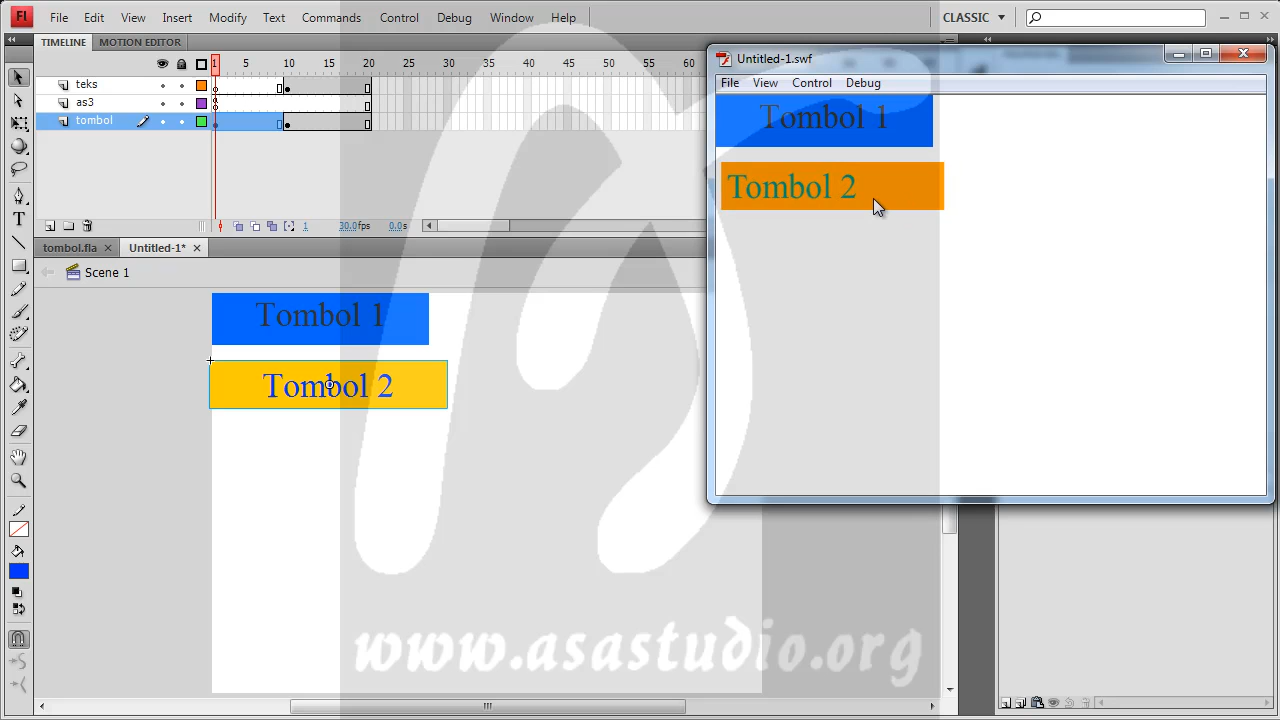 Fl File Edit View Insert Modify Text Commands Control Debug Window Help CLASSIC
TIMELINE MOTION EDITOR
1 5 10 15 20 25 30 35 40 45 50 55 60
teks
as3
tombol
1 30.0fps 0.0s
tombol.fla Untitled-1*
Scene 1
Tombol 1
Tombol 2
Untitled-1.swf
File View Control Debug
Tombol 1
Tombol 2
www.asastudio.org